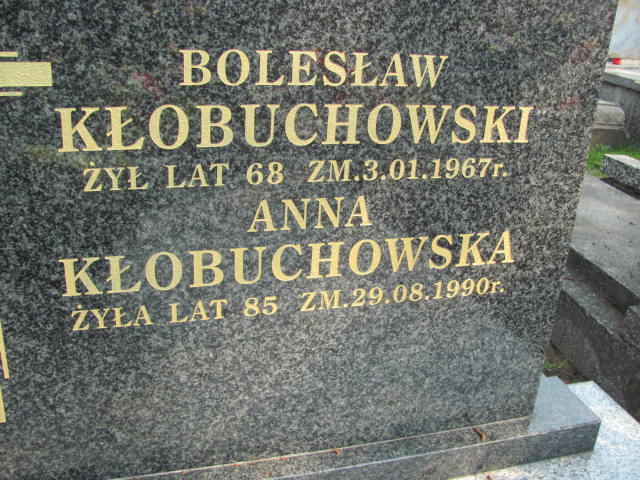 BOLESŁAW
KŁOBUCHOWSKI
ŻYŁ LAT 68 ZM.3.01.1967r.
ANNA
KŁOBUCHOWSKA
ŻYŁA LAT 85 ZM.29.08.1990r.